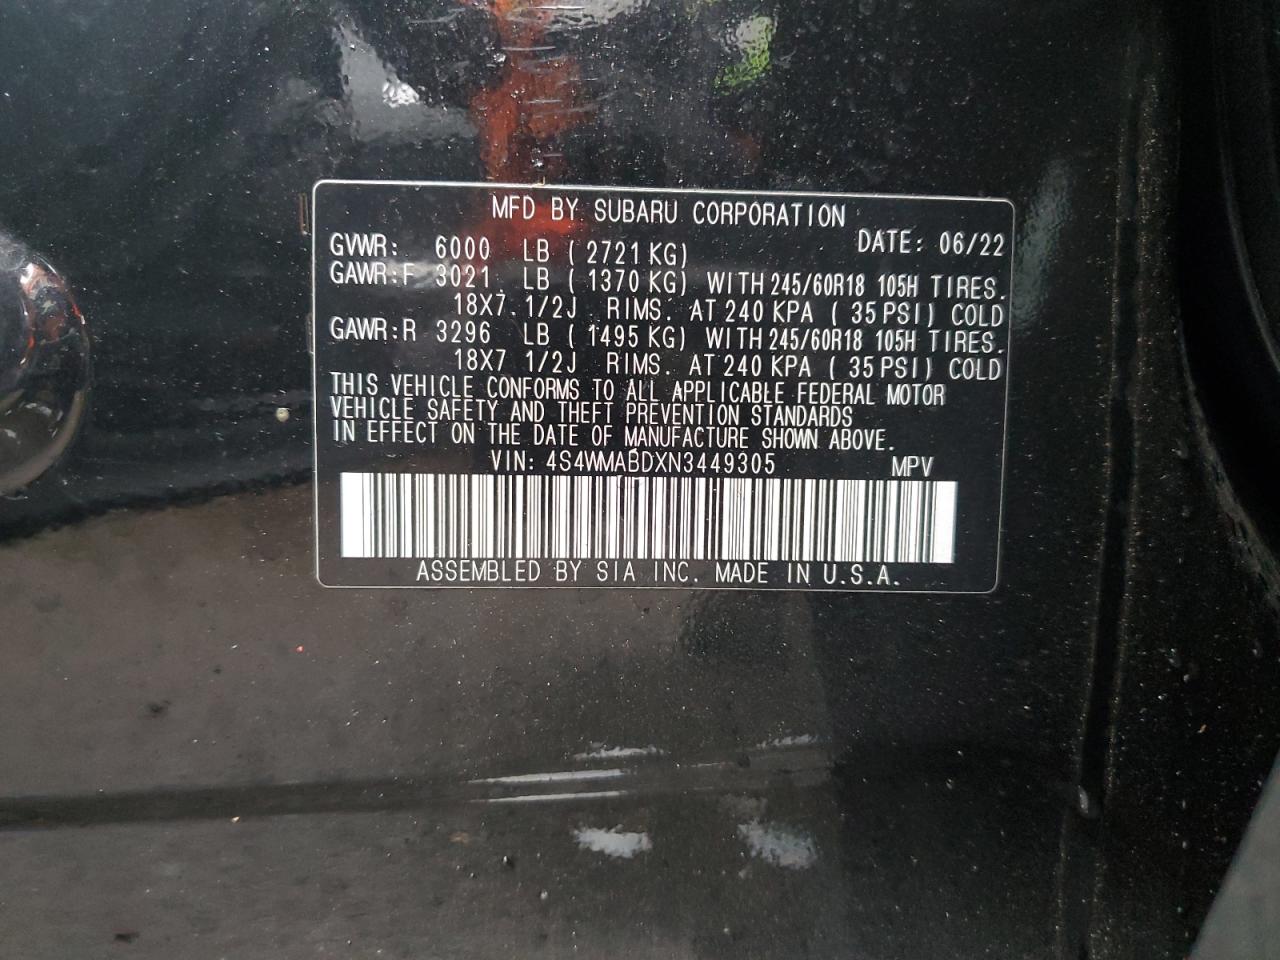 MFD BY SUBARU CORPORATION
GVWR: 6000 LB ( 2721 KG) DATE: 06/22
GAWR:F 3021 LB ( 1370 KG) WITH 245/60R18 105H TIRES.
18X7 1/2J RIMS. AT 240 KPA ( 35 PSI) COLD
GAWR:R 3296 LB ( 1495 KG) WITH 245/60R18 105H TIRES.
18X7 1/2J RIMS. AT 240 KPA ( 35 PSI) COLD
THIS VEHICLE CONFORMS TO ALL APPLICABLE FEDERAL MOTOR
VEHICLE SAFETY AND THEFT PREVENTION STANDARDS
IN EFFECT ON THE DATE OF MANUFACTURE SHOWN ABOVE.
VIN: 4S4WMABDXN3449305 MPV
ASSEMBLED BY SIA INC. MADE IN U.S.A.